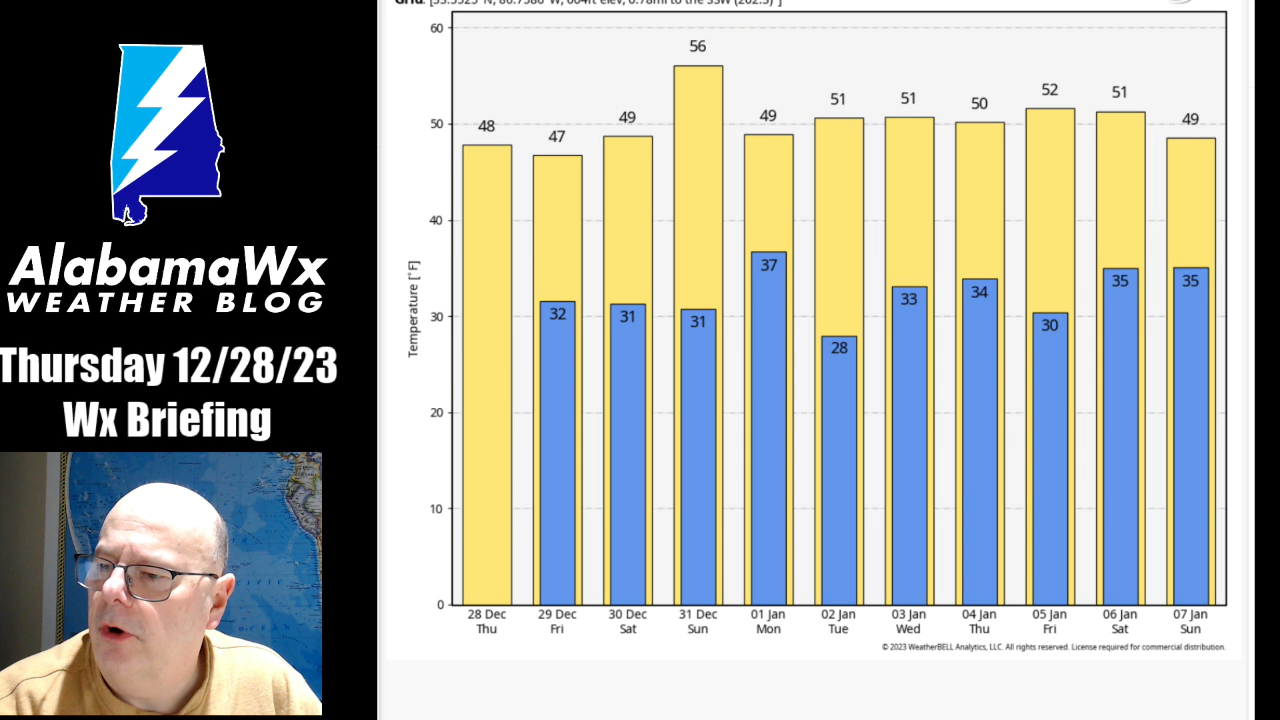 AlabamaWx
WEATHER BLOG
Thursday 12/28/23
Wx Briefing
60
50
40
30
20
10
0
Temperature [°F]
48
47
49
56
49
51
51
50
52
51
49
32
31
31
37
28
33
34
30
35
35
28 Dec
Thu
29 Dec
Fri
30 Dec
Sat
31 Dec
Sun
01 Jan
Mon
02 Jan
Tue
03 Jan
Wed
04 Jan
Thu
05 Jan
Fri
06 Jan
Sat
07 Jan
Sun
© 2023 WeatherBELL Analytics, LLC. All rights reserved. License required for commercial distribution.